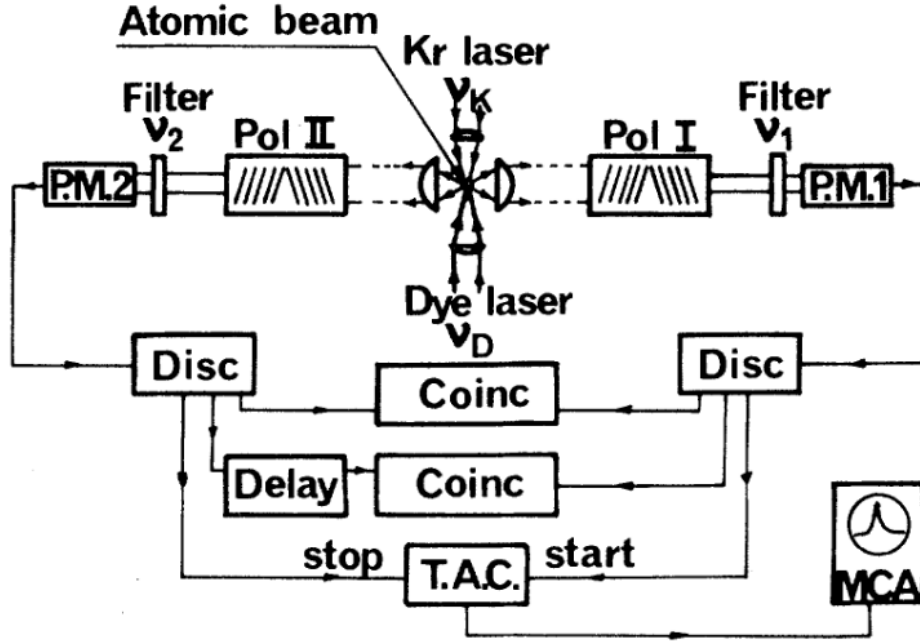 Atomic beam
Kr laser
νK
Filter
ν2
Pol II
Pol I
Filter
ν1
P.M.2
P.M.1
Dye laser
νD
Disc
Coinc
Disc
Delay
Coinc
stop
T.A.C.
start
M.C.A